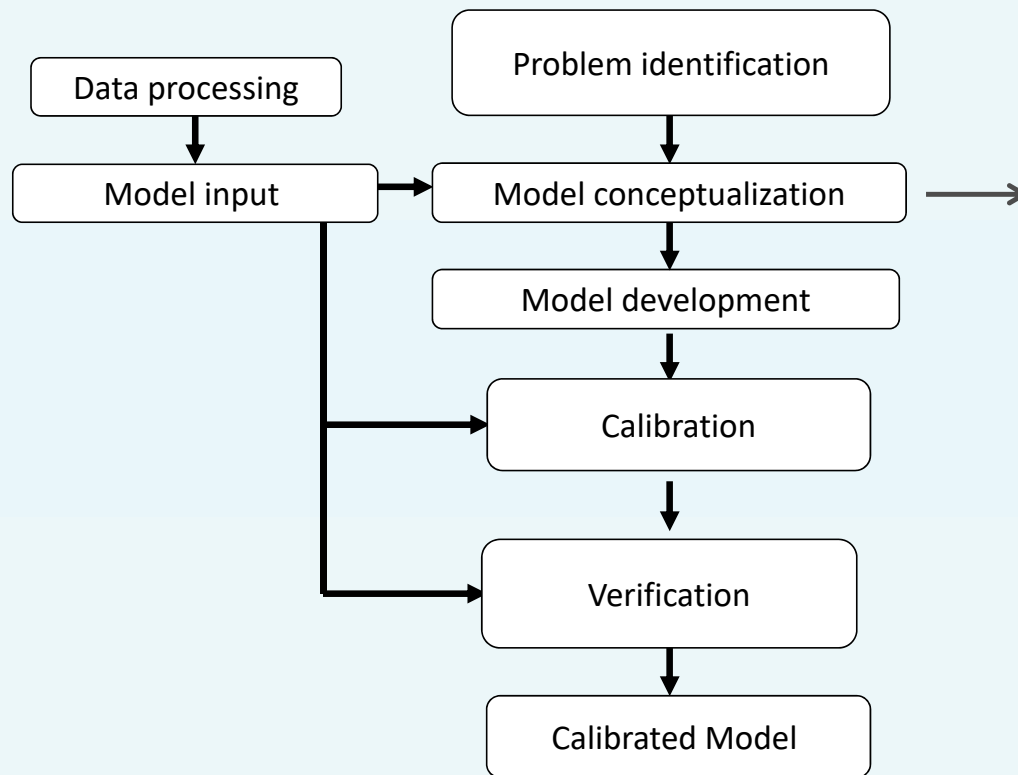 Problem identification
Data processing
Model input
Model conceptualization
Model development
Calibration
Verification
Calibrated Model